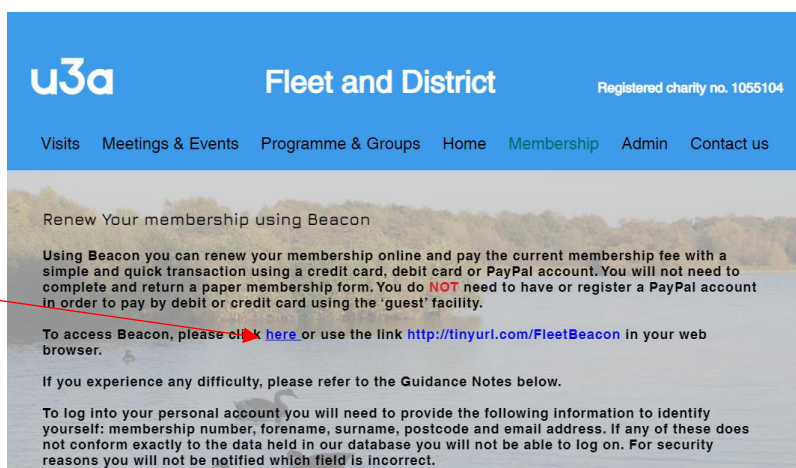 u3a Fleet and District Registered charity no. 1055104
Visits Meetings & Events Programme & Groups Home Membership Admin Contact us
Renew Your membership using Beacon
Using Beacon you can renew your membership online and pay the current membership fee with a
simple and quick transaction using a credit card, debit card or PayPal account. You will not need to
complete and return a paper membership form. You do NOT need to have or register a PayPal account
in order to pay by debit or credit card using the ‘guest’ facility.
To access Beacon, please click here or use the link http://tinyurl.com/FleetBeacon in your web
browser.
If you experience any difficulty, please refer to the Guidance Notes below.
To log into your personal account you will need to provide the following information to identify
yourself: membership number, forename, surname, postcode and email address. If any of these does
not conform exactly to the data held in our database you will not be able to log on. For security
reasons you will not be notified which field is incorrect.